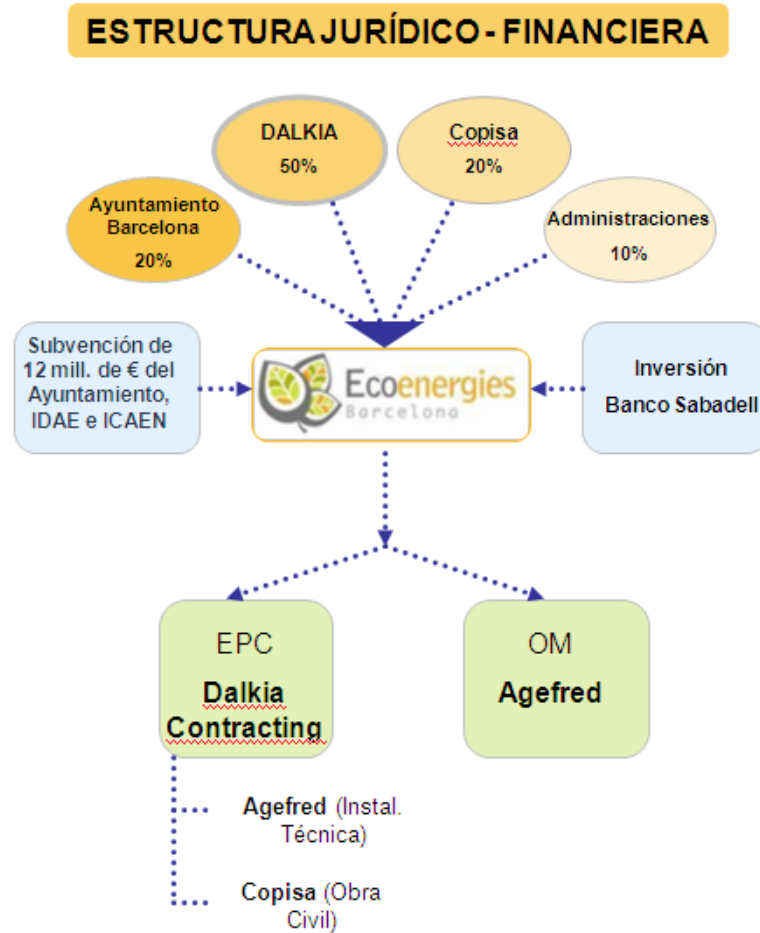 ESTRUCTURA JURÍDICO - FINANCIERA
DALKIA
50%
Copisa
20%
Ayuntamiento
Barcelona
20%
Administraciones
10%
Subvención de
12 mill. de € del
Ayuntamiento,
IDAE e ICAEN
Ecoenergies
Barcelona
Inversión
Banco Sabadell
EPC
Dalkia
Contracting
OM
Agefred
Agefred (Instal.
Técnica)
Copisa (Obra
Civil)